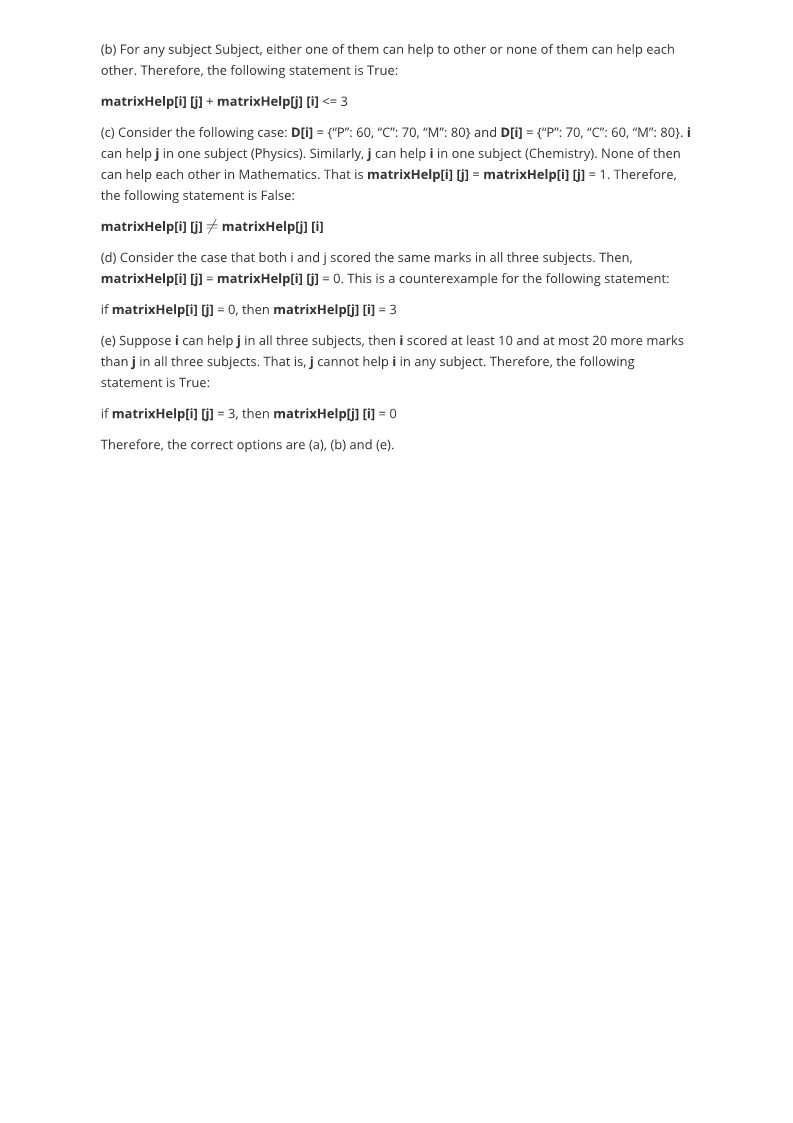 (b) For any subject Subject, either one of them can help to other or none of them can help each
other. Therefore, the following statement is True:
matrixHelp[i] [j] + matrixHelp[j] [i] <= 3
(c) Consider the following case: D[i] = {“P”: 60, “C”: 70, “M”: 80} and D[i] = {“P”: 70, “C”: 60, “M”: 80}. i
can help j in one subject (Physics). Similarly, j can help i in one subject (Chemistry). None of then
can help each other in Mathematics. That is matrixHelp[i] [j] = matrixHelp[i] [j] = 1. Therefore,
the following statement is False:
matrixHelp[i] [j] ≠ matrixHelp[j] [i]
(d) Consider the case that both i and j scored the same marks in all three subjects. Then,
matrixHelp[i] [j] = matrixHelp[i] [j] = 0. This is a counterexample for the following statement:
if matrixHelp[i] [j] = 0, then matrixHelp[j] [i] = 3
(e) Suppose i can help j in all three subjects, then i scored at least 10 and at most 20 more marks
than j in all three subjects. That is, j cannot help i in any subject. Therefore, the following
statement is True:
if matrixHelp[i] [j] = 3, then matrixHelp[j] [i] = 0
Therefore, the correct options are (a), (b) and (e).